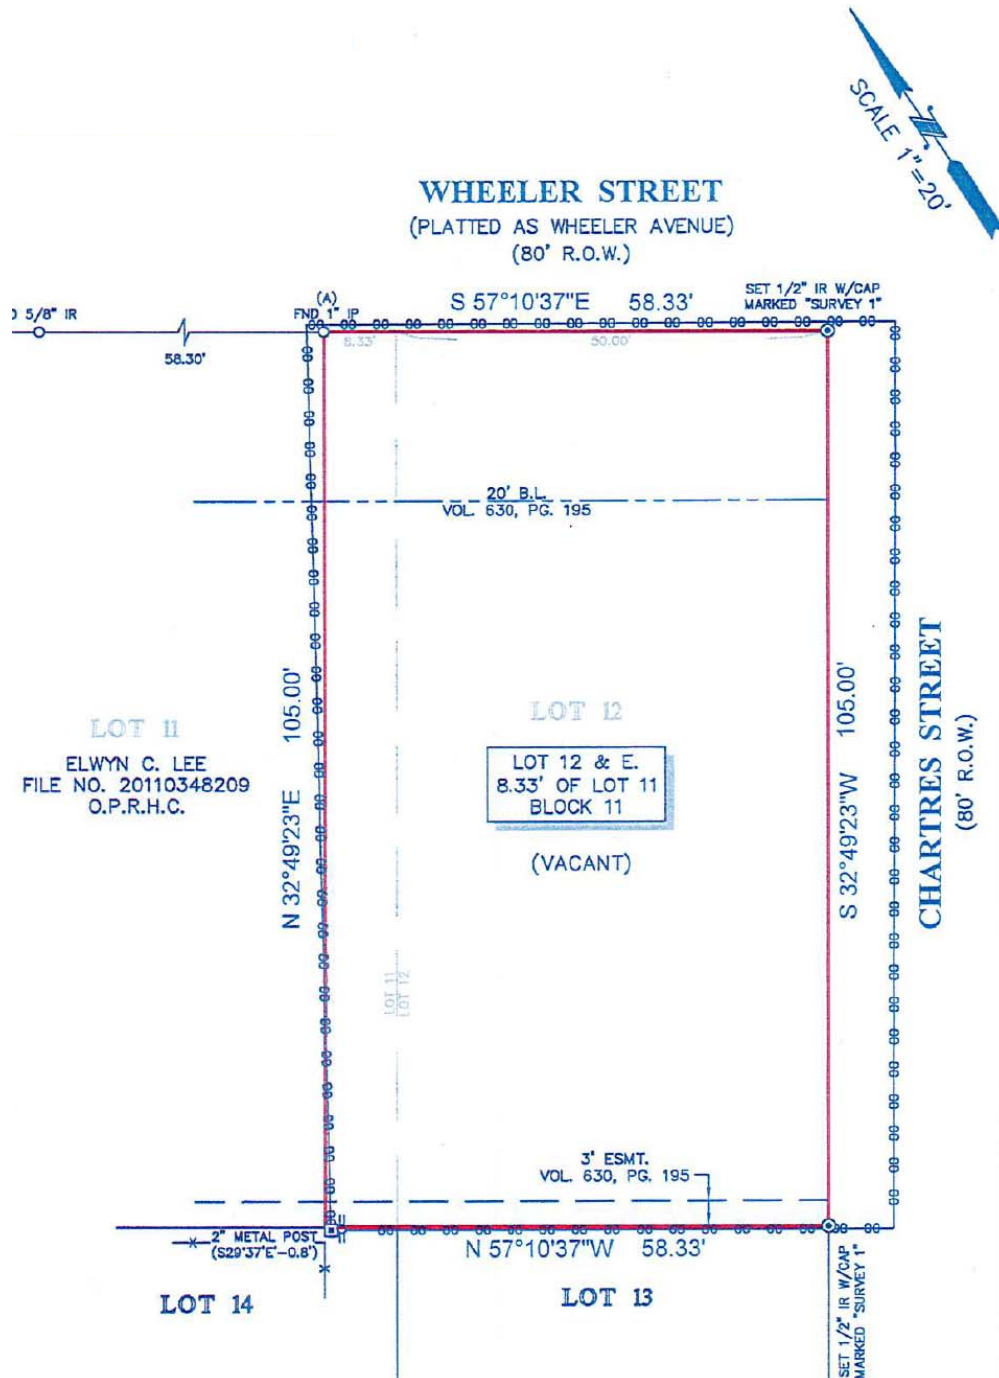 SCALE 1"=20'
WHEELER STREET
(PLATTED AS WHEELER AVENUE)
(80' R.O.W.)
5/8" IR
58.30'
(A)
FND 1" IP
S 57°10'37"E 58.33'
SET 1/2" IR W/CAP
MARKED "SURVEY 1"
8.33'
50.00'
20' B.L.
VOL. 630, PG. 195
N 32°49'23"E 105.00'
LOT 11
ELWYN C. LEE
FILE NO. 20110348209
O.P.R.H.C.
LOT 12
LOT 12 & E.
8.33' OF LOT 11
BLOCK 11
(VACANT)
S 32°49'23"W 105.00'
CHARTRES STREET
(80' R.O.W.)
LOT 11
LOT 12
3' ESMT.
VOL. 630, PG. 195
2" METAL POST
(S29°37'E'-0.8')
N 57°10'37"W 58.33'
LOT 14
LOT 13
SET 1/2" IR W/CAP
MARKED "SURVEY 1"